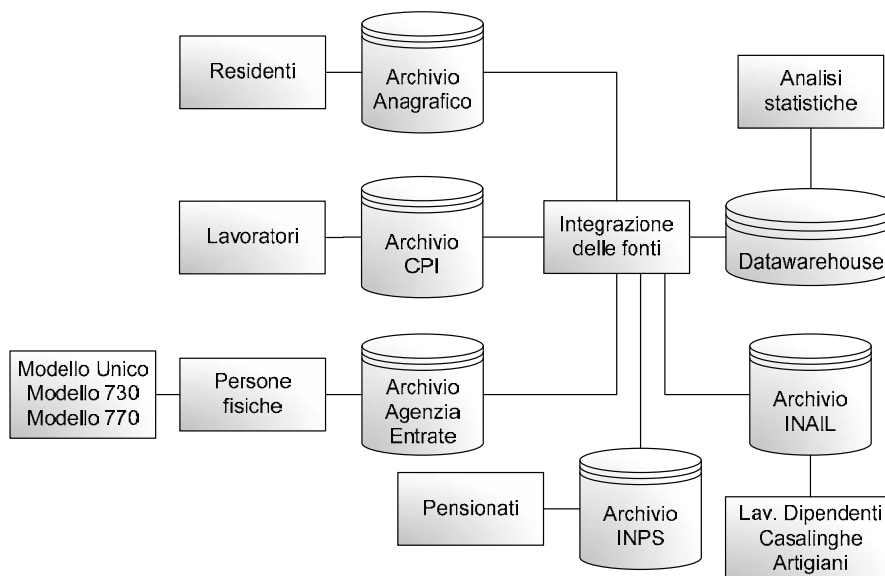 Residenti
Archivio
Anagrafico
Analisi
statistiche
Lavoratori
Archivio
CPI
Integrazione
delle fonti
Datawarehouse
Modello Unico
Modello 730
Modello 770
Persone
fisiche
Archivio
Agenzia
Entrate
Archivio
INAIL
Pensionati
Archivio
INPS
Lav. Dipendenti
Casalinghe
Artigiani